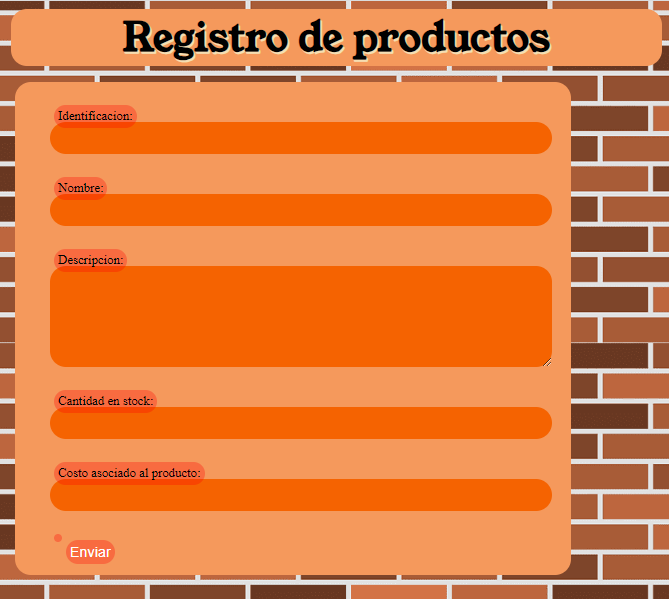 Registro de productos
Identificacion:
Nombre:
Descripcion:
Cantidad en stock:
Costo asociado al producto:
Enviar